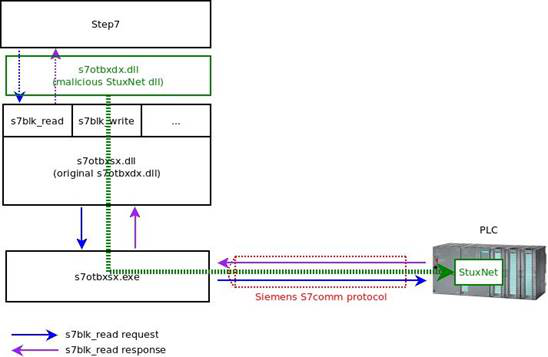 Step7
s7otbxdx.dll
(malicious StuxNet dll)
s7blk_read
s7blk_write
...
s7otbxsx.dll
(original s7otbxdx.dll)
s7otbxsx.exe
PLC
StuxNet
Siemens S7comm protocol
s7blk_read request
s7blk_read response